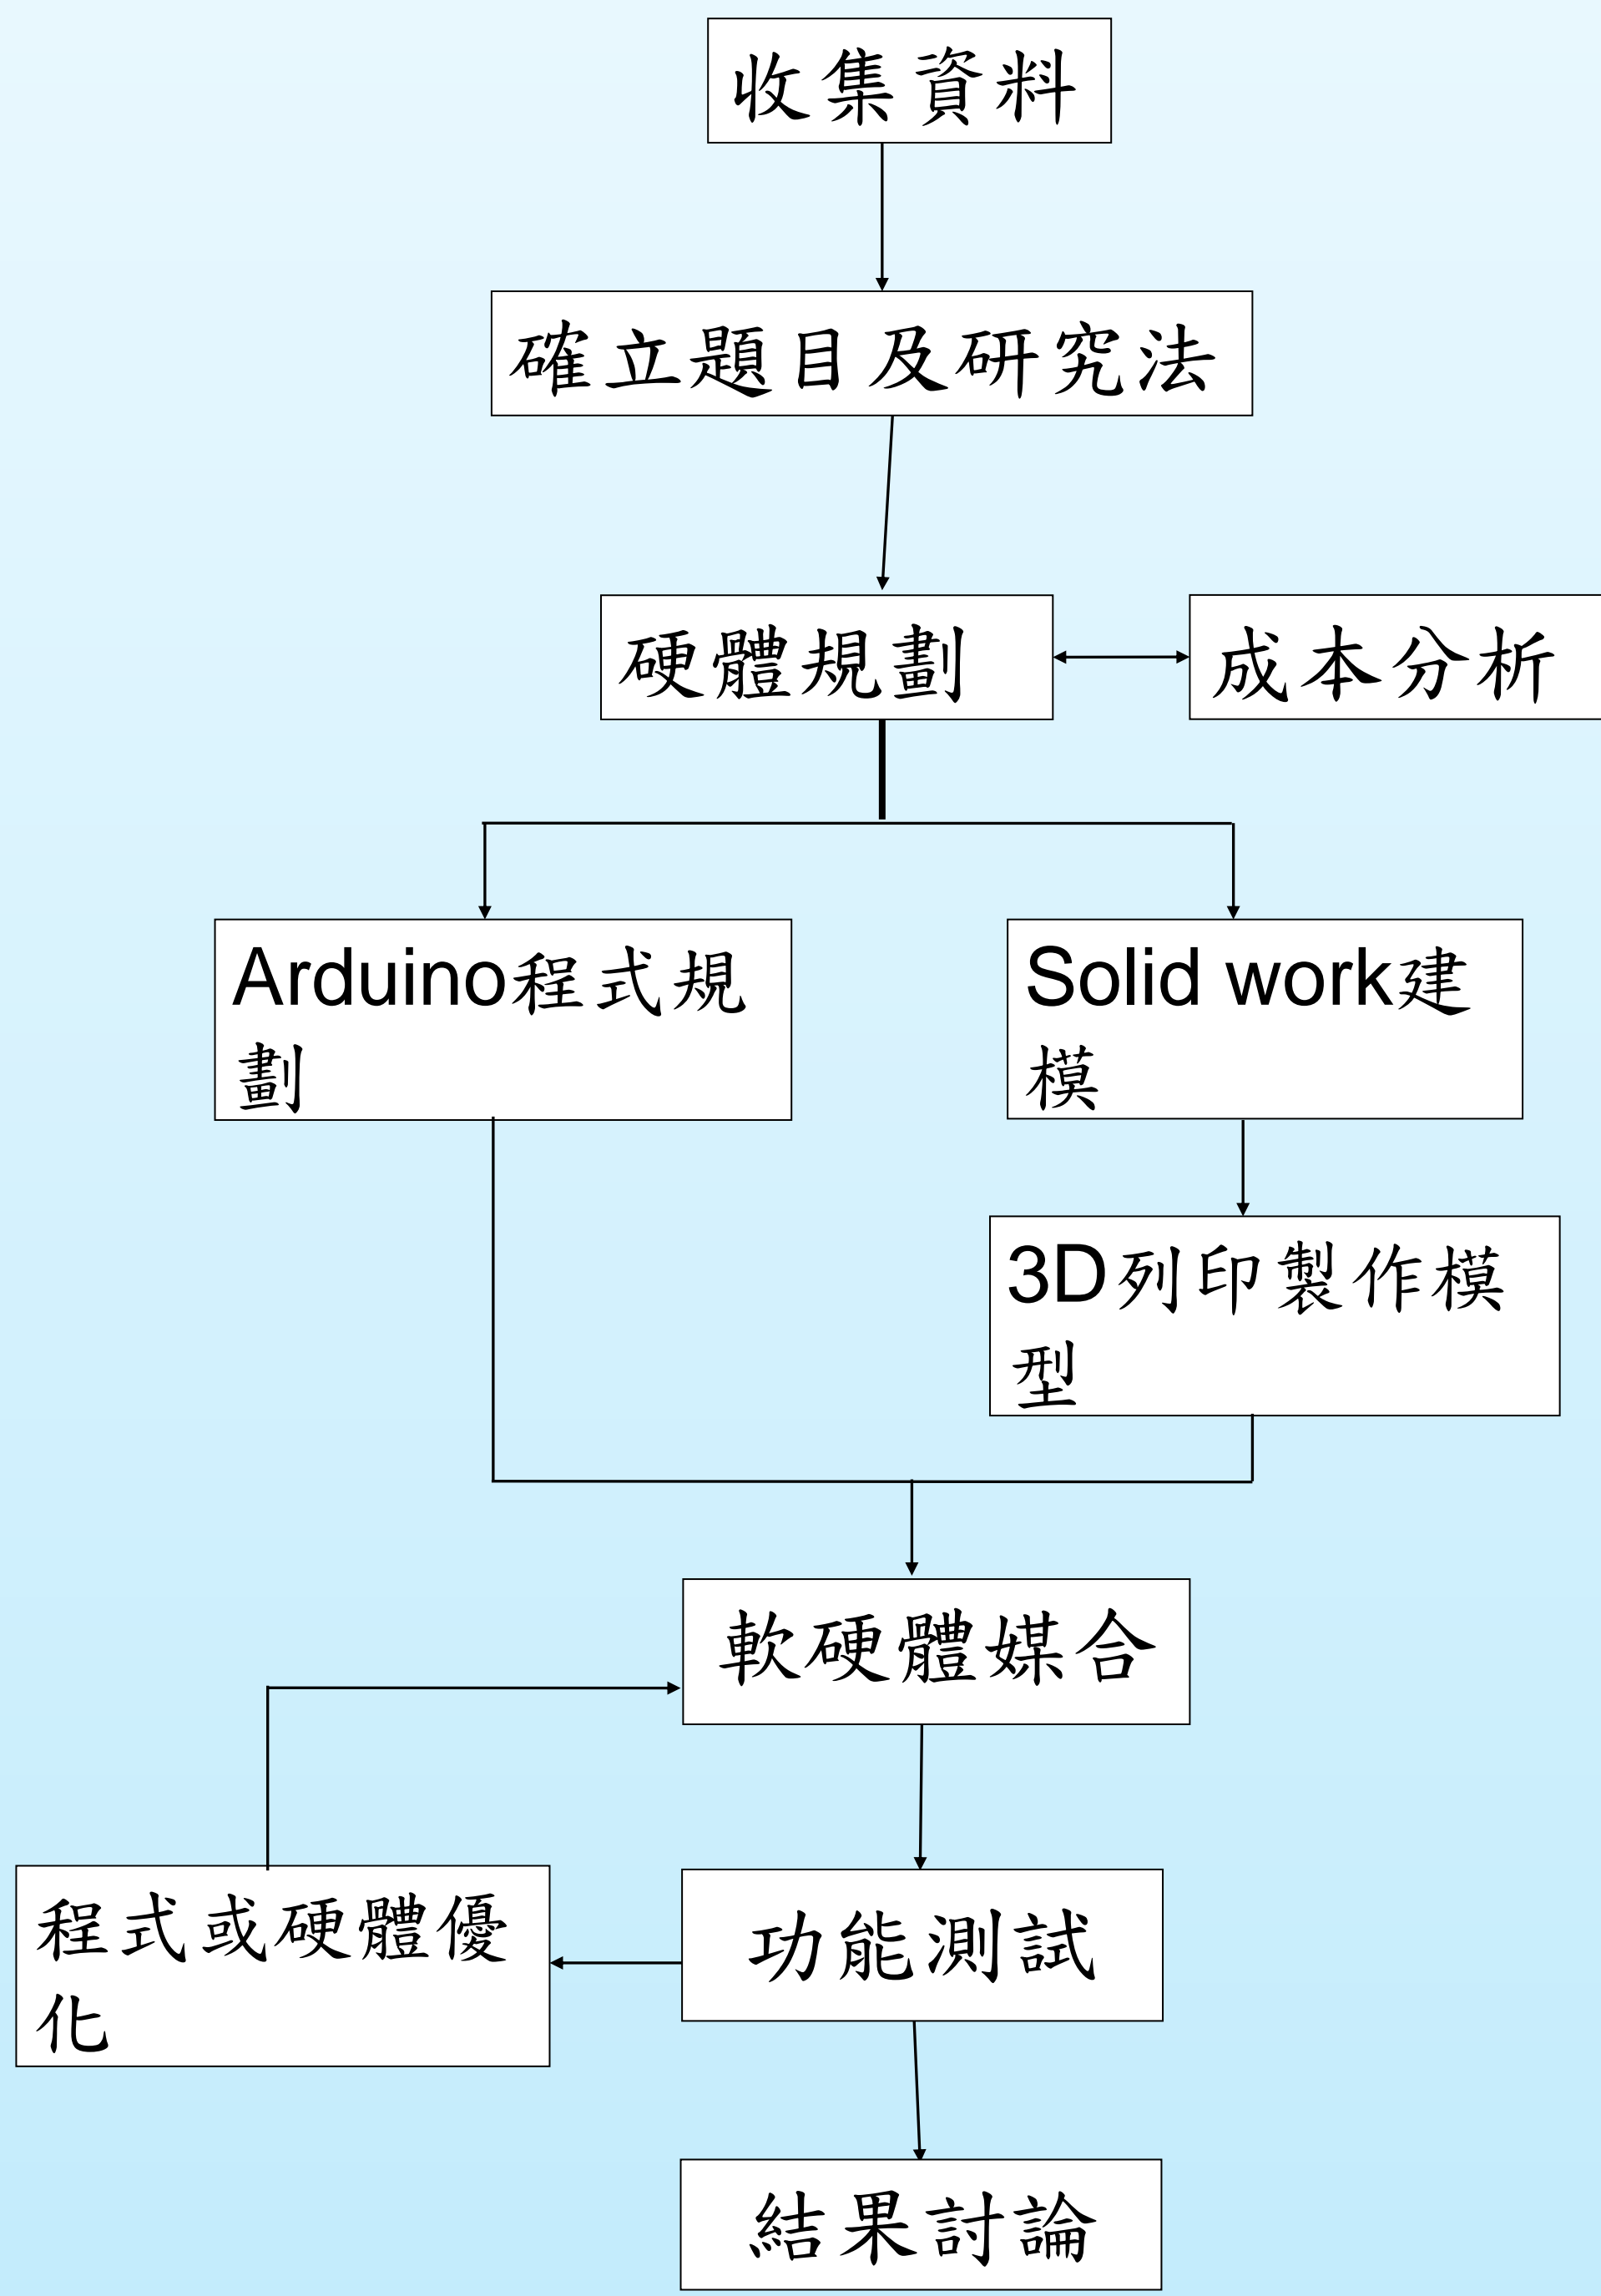 收集資料
確立題目及研究法
硬體規劃
成本分析
Arduino程式規
劃
Solid work建
模
3D列印製作模
型
軟硬體媒合
程式或硬體優
化
功能測試
結果討論